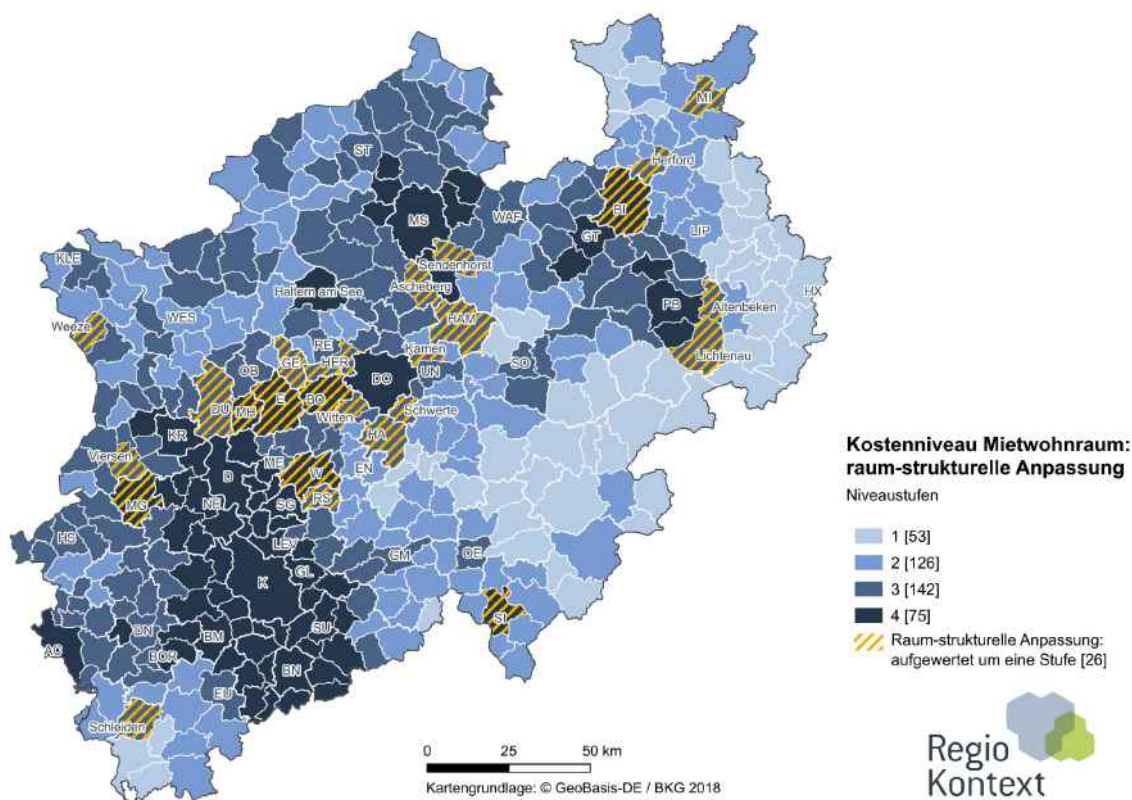 MI
Herford
ST
BI
MS
WAF
GT
LIP
KLE
Sendenhorst
Haltern am See
Ascheberg
PB
Altenbeken
HX
WES
Weeze
HAM
RE
Kamen
Lichtenau
GE
HER
SO
OB
DO
UN
E
BO
DU
MH
Witten
Schwerte
HA
KR
Viersen
ME
W
EN
D
MG
NE
SG
RS
HS
LEV
GM
OE
K
GL
SI
DN
BM
SU
AC
BOR
BN
EU
Schleiden
Kostenniveau Mietwohnraum:
raum-strukturelle Anpassung
Niveaustufen
1 [53]
2 [126]
3 [142]
4 [75]
Raum-strukturelle Anpassung:
aufgewertet um eine Stufe [26]
0 25 50 km
Kartengrundlage: © GeoBasis-DE / BKG 2018
Regio
Kontext